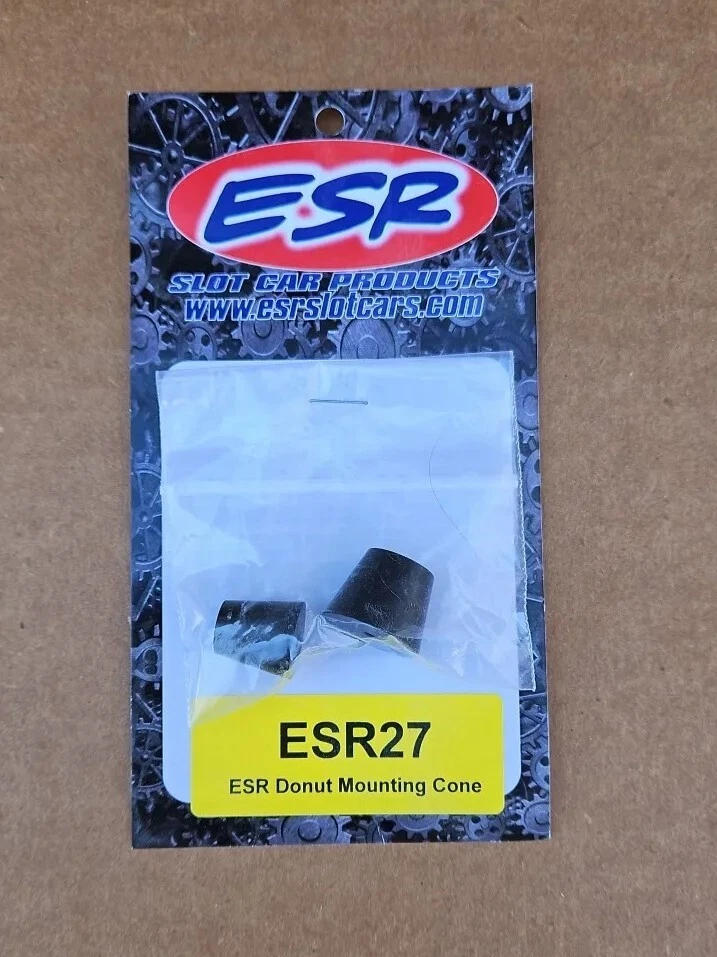 ESR
SLOT CAR PRODUCTS
www.esrslotcars.com
ESR27
ESR Donut Mounting Cone